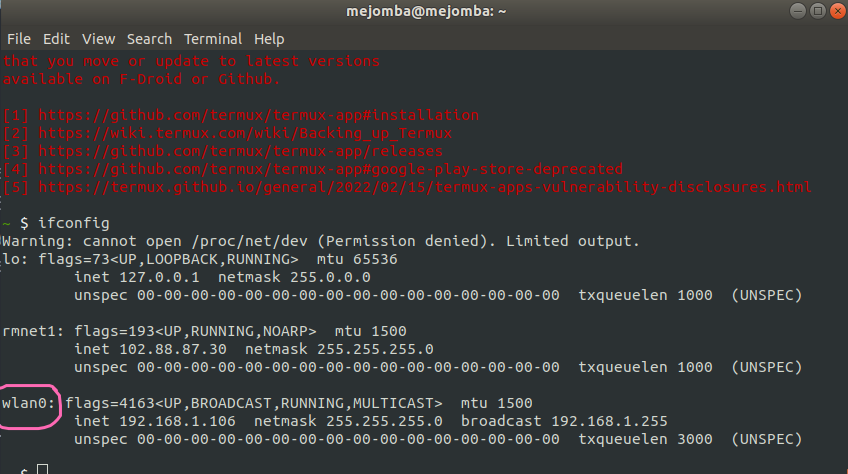 mejomba@mejomba: ~
File Edit View Search Terminal Help
that you move or update to latest versions
available on F-Droid or Github.
[1] https://github.com/termux/termux-app#installation
[2] https://wiki.termux.com/wiki/Backing_up_Termux
[3] https://github.com/termux/termux-app/releases
[4] https://github.com/termux/termux-app#google-play-store-deprecated
[5] https://termux.github.io/general/2022/02/15/termux-apps-vulnerability-disclosures.html
~ $ ifconfig
Warning: cannot open /proc/net/dev (Permission denied). Limited output.
lo: flags=73<UP,LOOPBACK,RUNNING>  mtu 65536
        inet 127.0.0.1  netmask 255.0.0.0
        unspec 00-00-00-00-00-00-00-00-00-00-00-00-00-00-00-00  txqueuelen 1000  (UNSPEC)
rmnet1: flags=193<UP,RUNNING,NOARP>  mtu 1500
        inet 102.88.87.30  netmask 255.255.255.0
        unspec 00-00-00-00-00-00-00-00-00-00-00-00-00-00-00-00  txqueuelen 1000  (UNSPEC)
wlan0: flags=4163<UP,BROADCAST,RUNNING,MULTICAST>  mtu 1500
        inet 192.168.1.106  netmask 255.255.255.0  broadcast 192.168.1.255
        unspec 00-00-00-00-00-00-00-00-00-00-00-00-00-00-00-00  txqueuelen 3000  (UNSPEC)
$